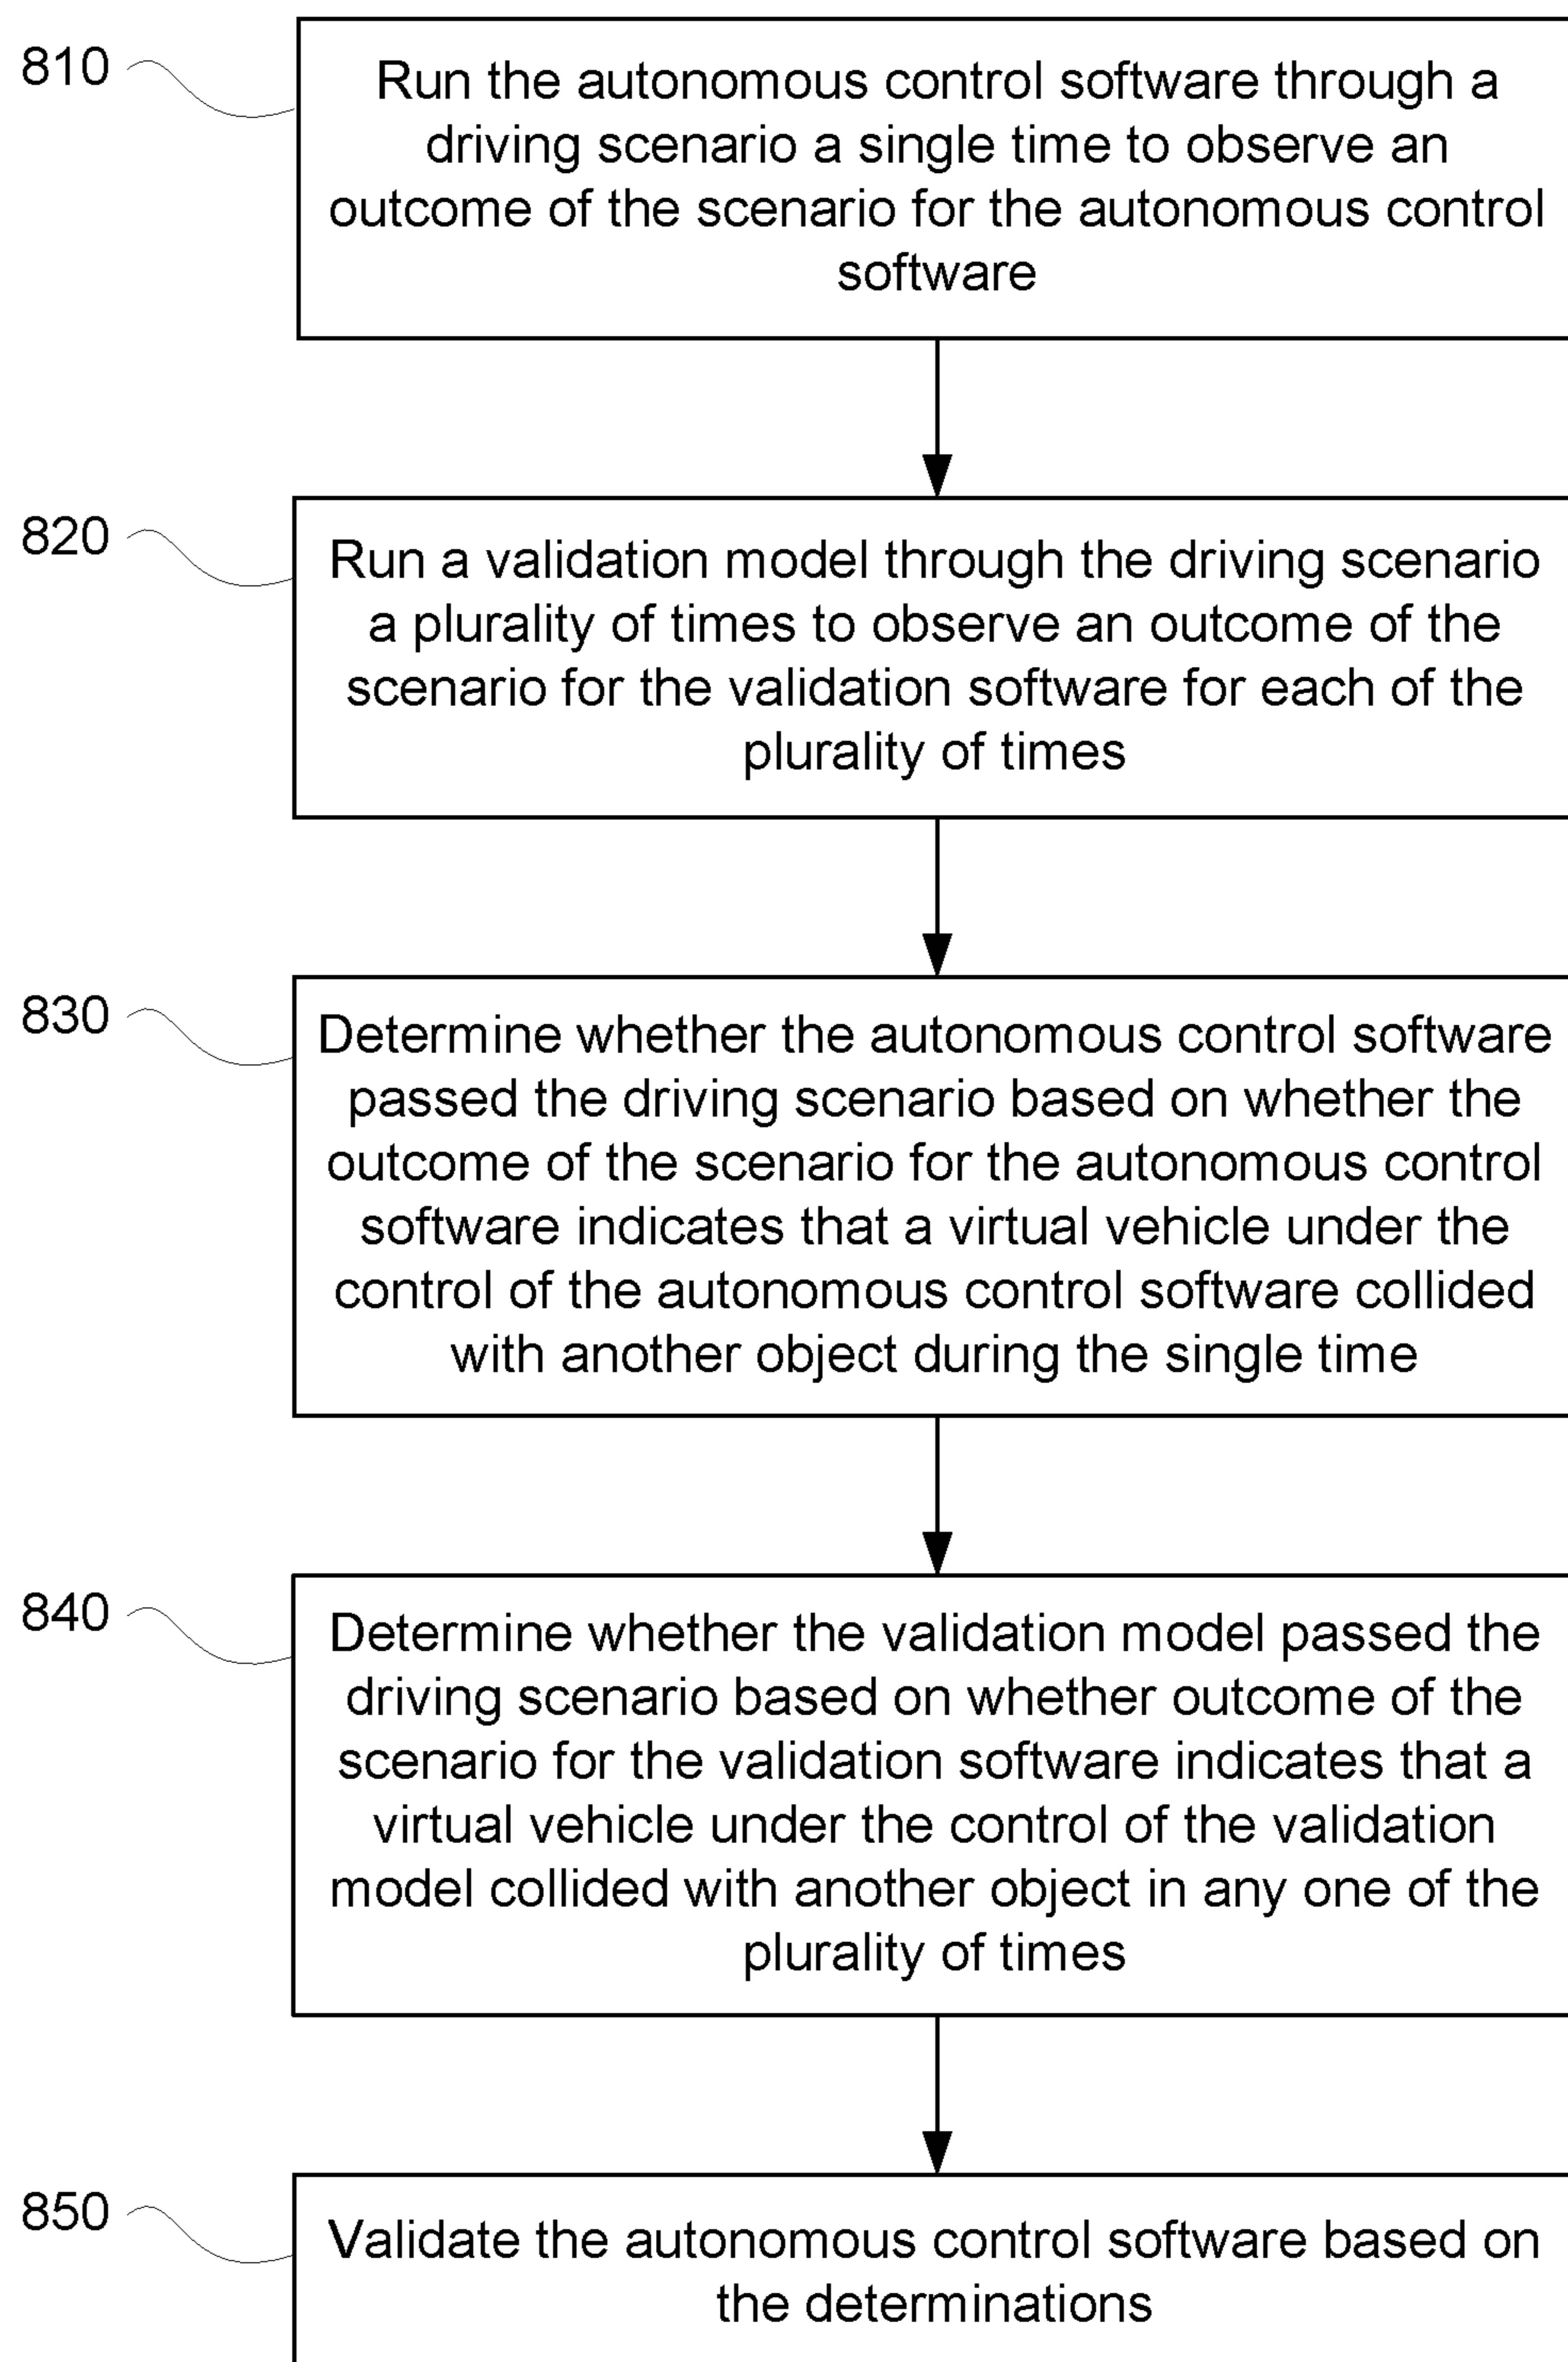 810
Run the autonomous control software through a
driving scenario a single time to observe an
outcome of the scenario for the autonomous control
software
820
Run a validation model through the driving scenario
a plurality of times to observe an outcome of the
scenario for the validation software for each of the
plurality of times
830
Determine whether the autonomous control software
passed the driving scenario based on whether the
outcome of the scenario for the autonomous control
software indicates that a virtual vehicle under the
control of the autonomous control software collided
with another object during the single time
840
Determine whether the validation model passed the
driving scenario based on whether outcome of the
scenario for the validation software indicates that a
virtual vehicle under the control of the validation
model collided with another object in any one of the
plurality of times
850
Validate the autonomous control software based on
the determinations